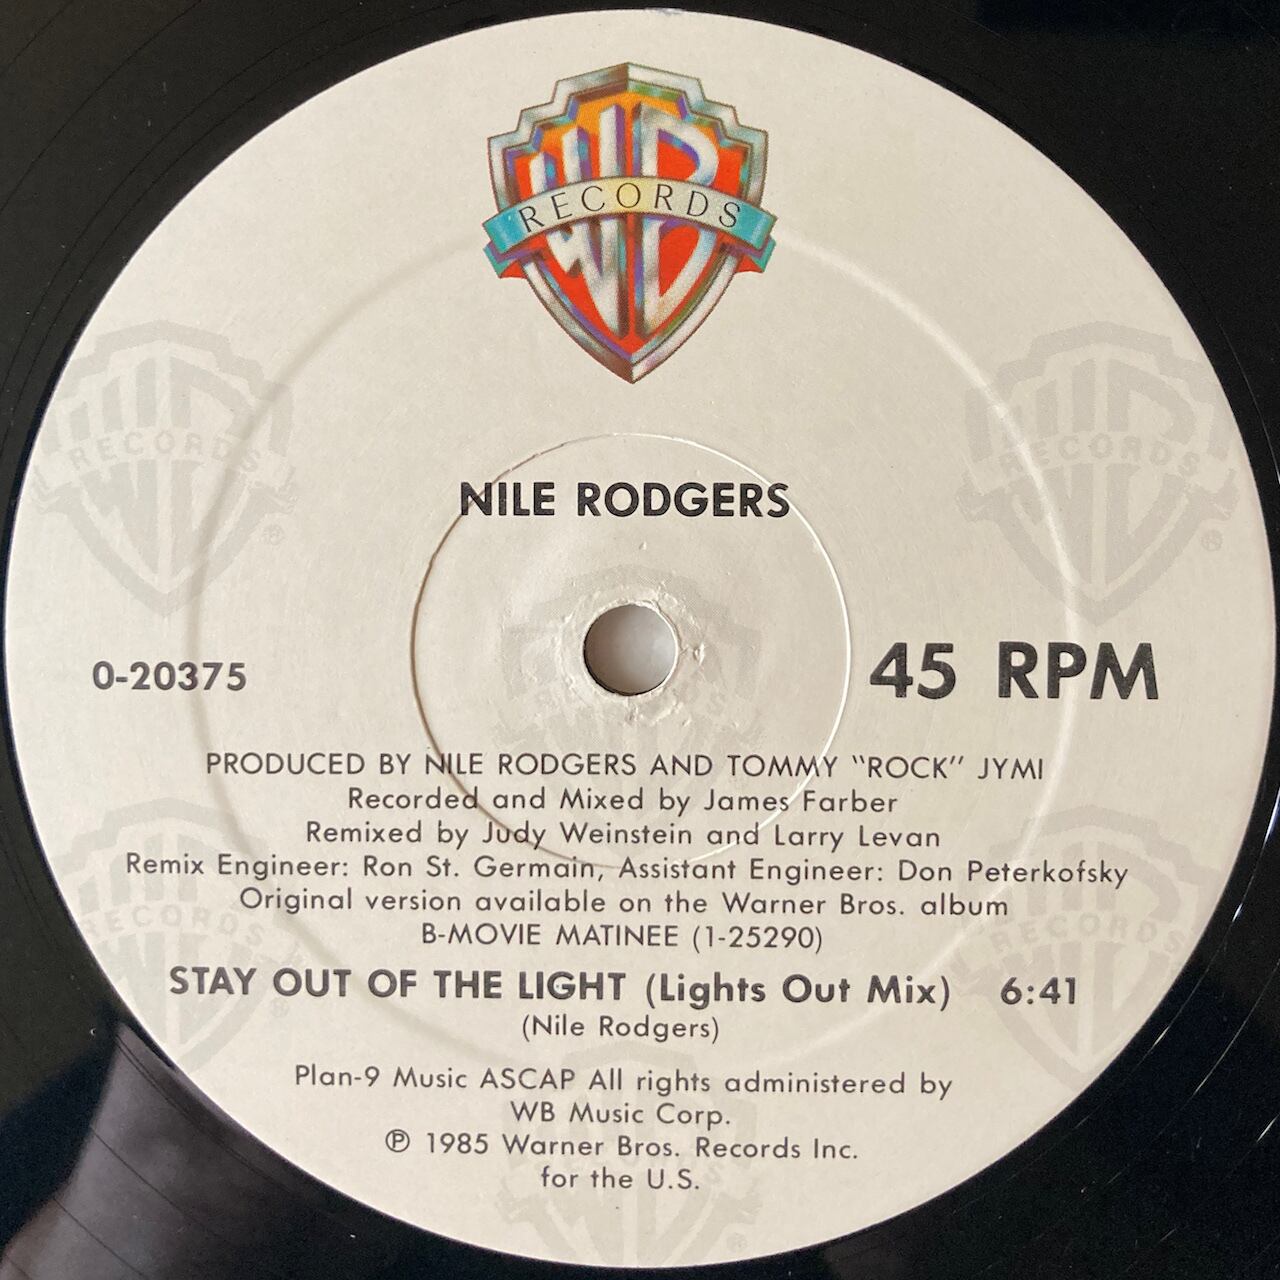 WB
RECORDS
NILE RODGERS
0-20375
45 RPM
PRODUCED BY NILE RODGERS AND TOMMY "ROCK" JYMI
Recorded and Mixed by James Farber
Remixed by Judy Weinstein and Larry Levan
Remix Engineer: Ron St. Germain, Assistant Engineer: Don Peterkofsky
Original version available on the Warner Bros. album
B-MOVIE MATINEE (1-25290)
STAY OUT OF THE LIGHT (Lights Out Mix) 6:41
(Nile Rodgers)
Plan-9 Music ASCAP All rights administered by
WB Music Corp.
℗ 1985 Warner Bros. Records Inc.
for the U.S.